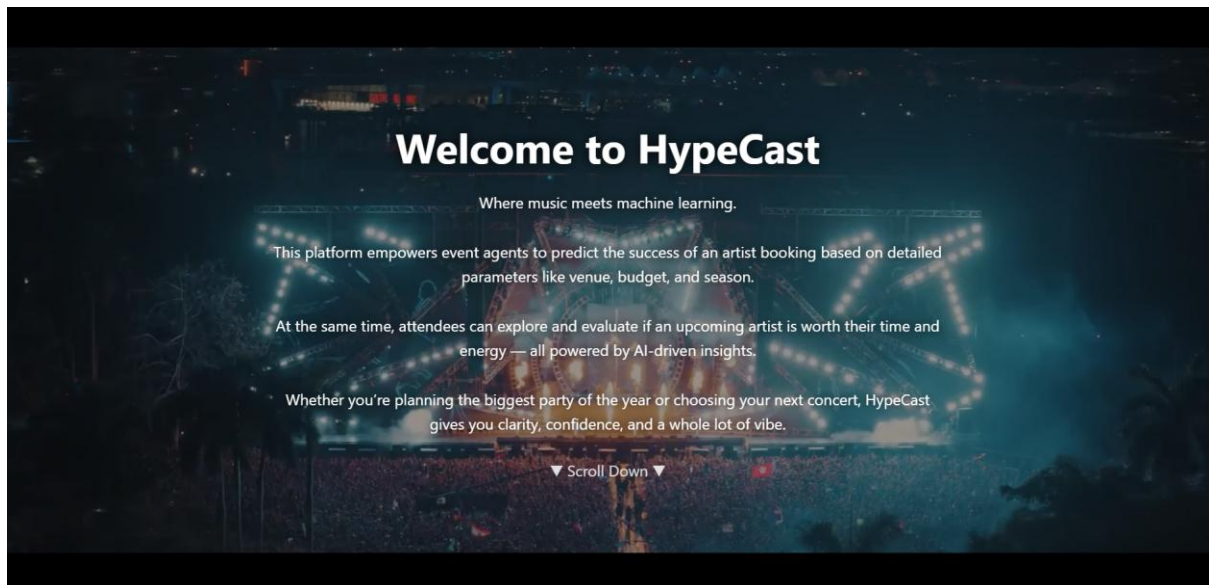 Welcome to HypeCast
Where music meets machine learning.
This platform empowers event agents to predict the success of an artist booking based on detailed
parameters like venue, budget, and season.
At the same time, attendees can explore and evaluate if an upcoming artist is worth their time and
energy — all powered by AI-driven insights.
Whether you’re planning the biggest party of the year or choosing your next concert, HypeCast
gives you clarity, confidence, and a whole lot of vibe.
▼ Scroll Down ▼